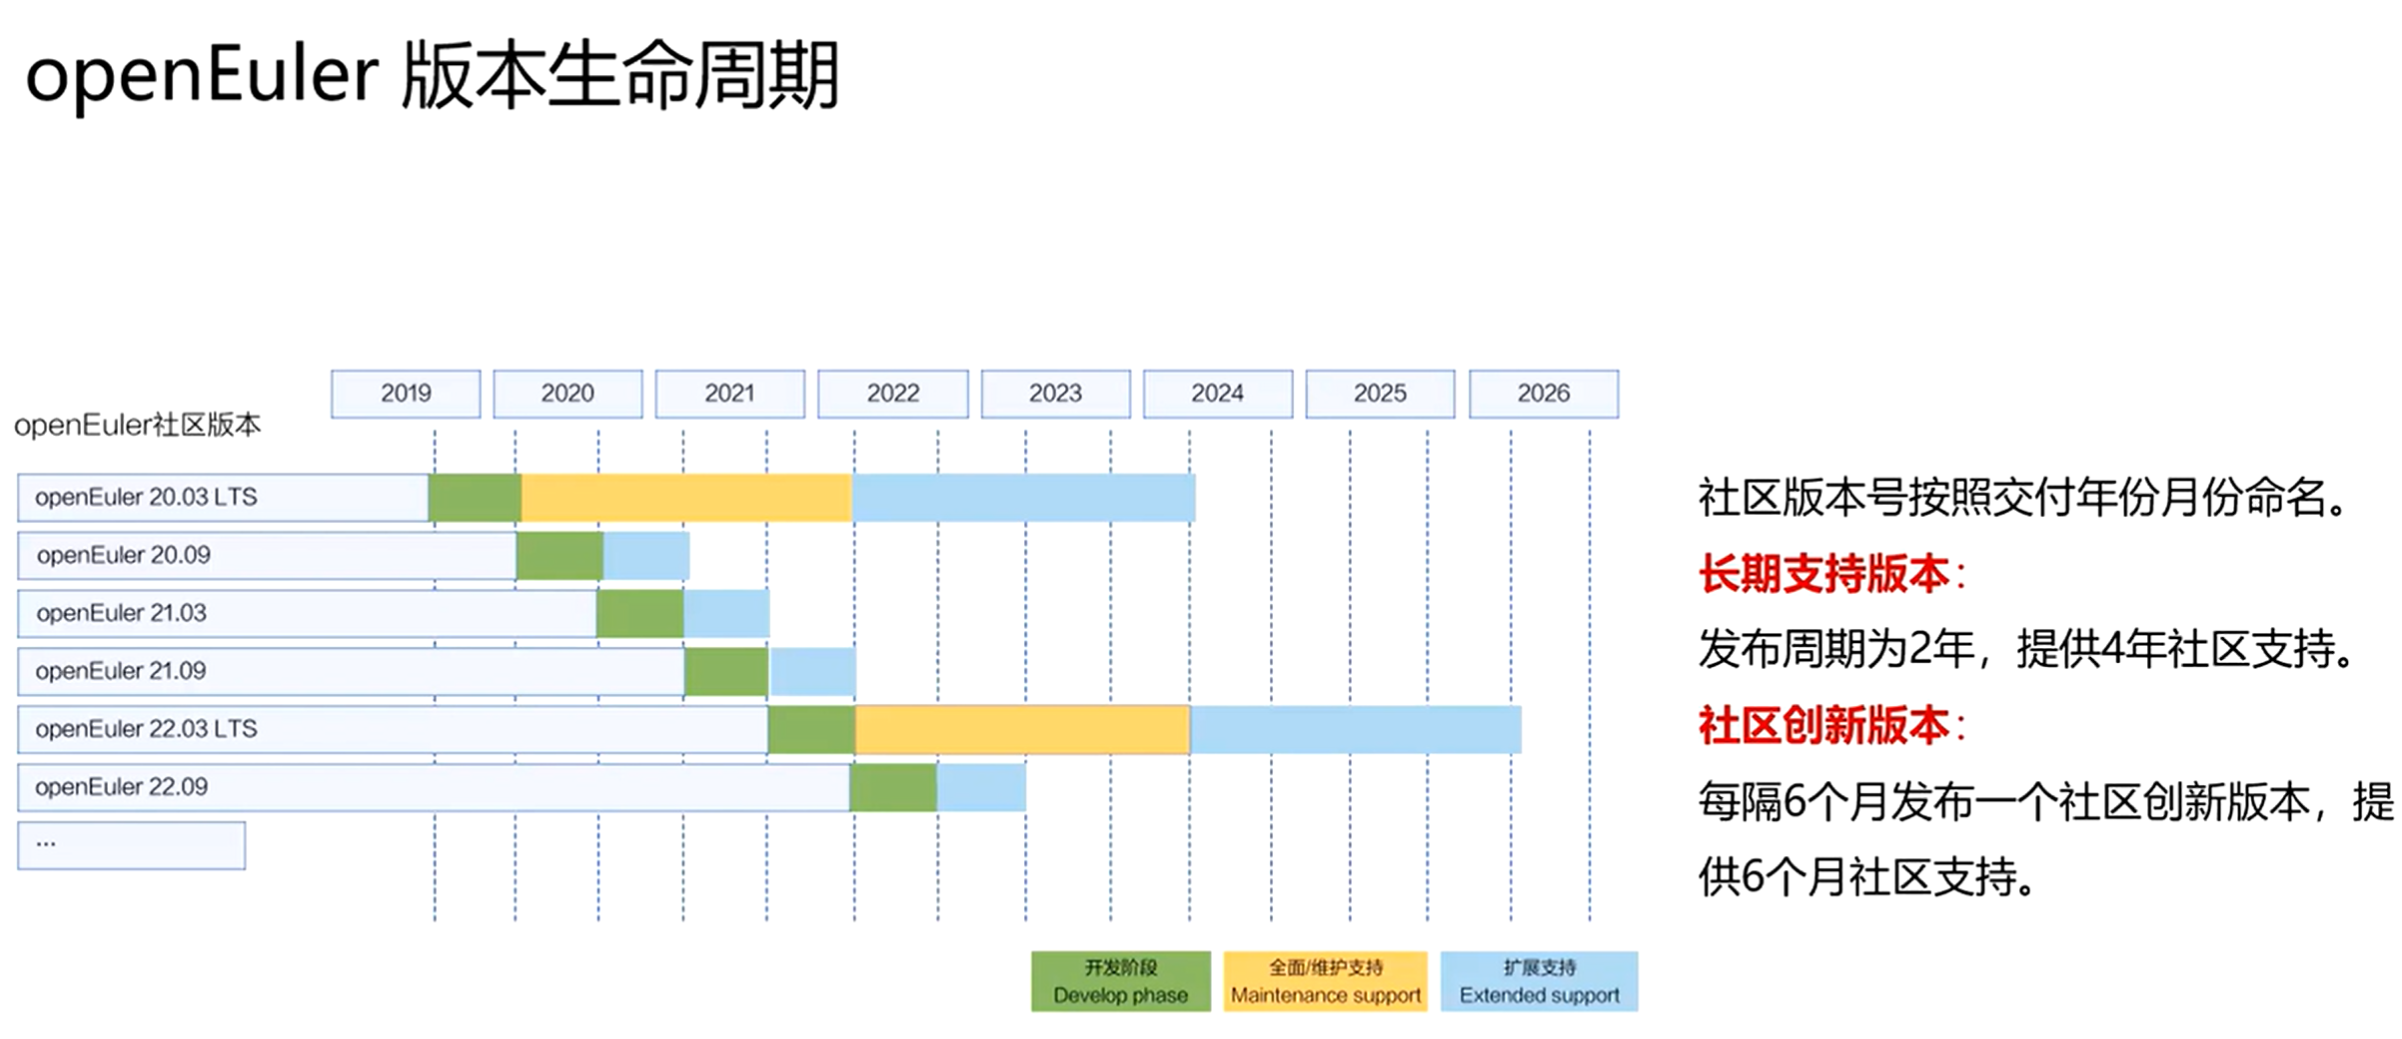 openEuler 版本生命周期
2019 2020 2021 2022 2023 2024 2025 2026
openEuler社区版本
openEuler 20.03 LTS
openEuler 20.09
openEuler 21.03
openEuler 21.09
openEuler 22.03 LTS
openEuler 22.09
...
社区版本号按照交付年份月份命名。
长期支持版本：
发布周期为2年，提供4年社区支持。
社区创新版本：
每隔6个月发布一个社区创新版本，提
供6个月社区支持。
开发阶段
Develop phase
全面/维护支持
Maintenance support
扩展支持
Extended support